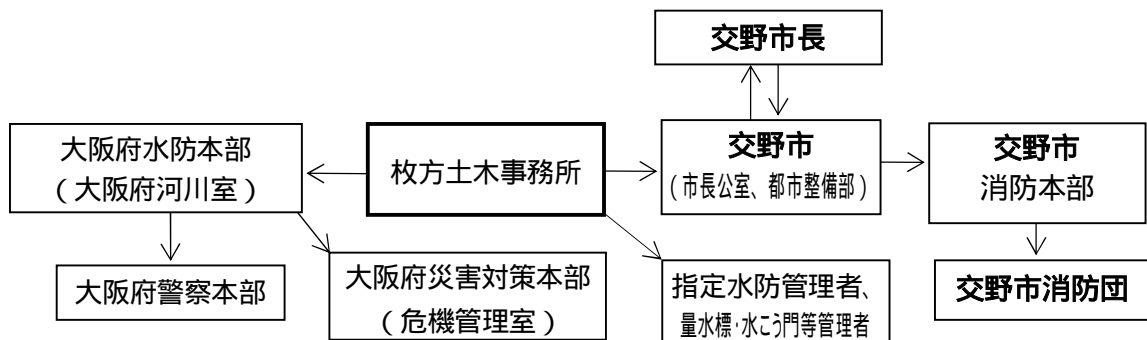 交野市長
大阪府水防本部
（大阪府河川室）
枚方土木事務所
交野市
（市長公室、都市整備部）
交野市
消防本部
大阪府警察本部
大阪府災害対策本部
（危機管理室）
指定水防管理者、
量水標・水こう門等管理者
交野市消防団